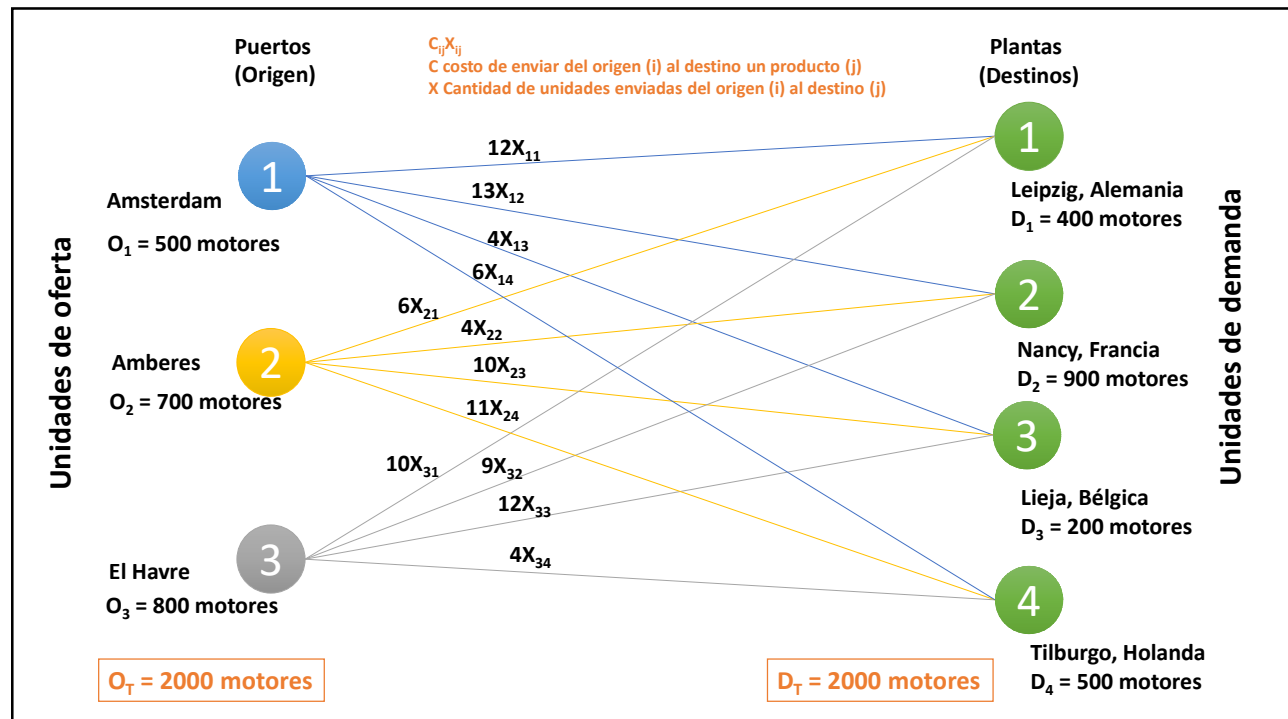 Puertos
(Origen)
CᵢⱼXᵢⱼ
C costo de enviar del origen (i) al destino un producto (j)
X Cantidad de unidades enviadas del origen (i) al destino (j)
Plantas
(Destinos)
Unidades de oferta
1
Amsterdam
O₁ = 500 motores
2
Amberes
O₂ = 700 motores
3
El Havre
O₃ = 800 motores
12X₁₁
13X₁₂
4X₁₃
6X₁₄
6X₂₁
4X₂₂
10X₂₃
11X₂₄
10X₃₁
9X₃₂
12X₃₃
4X₃₄
1
Leipzig, Alemania
D₁ = 400 motores
2
Nancy, Francia
D₂ = 900 motores
3
Lieja, Bélgica
D₃ = 200 motores
4
Tilburgo, Holanda
D₄ = 500 motores
Unidades de demanda
O_T = 2000 motores
D_T = 2000 motores